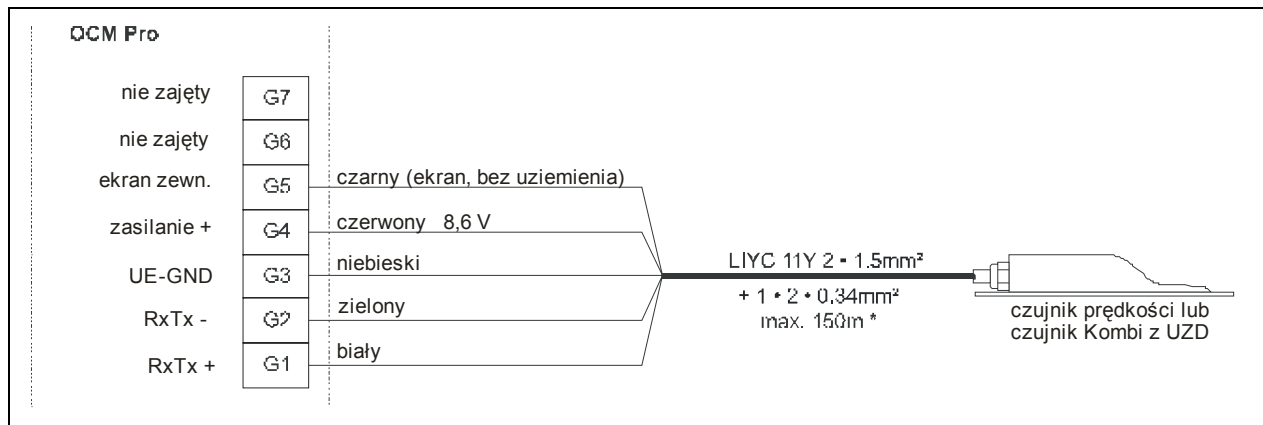 OCM Pro
nie zajęty G7
nie zajęty G6
ekran zewn. G5 czarny (ekran, bez uziemienia)
zasilanie + G4 czerwony 8,6 V
UE-GND G3 niebieski
RxTx - G2 zielony
RxTx + G1 biały
LIYC 11Y 2 • 1.5mm²
+ 1 • 2 • 0.34mm²
max. 150m *
czujnik prędkości lub
czujnik Kombi z UZD